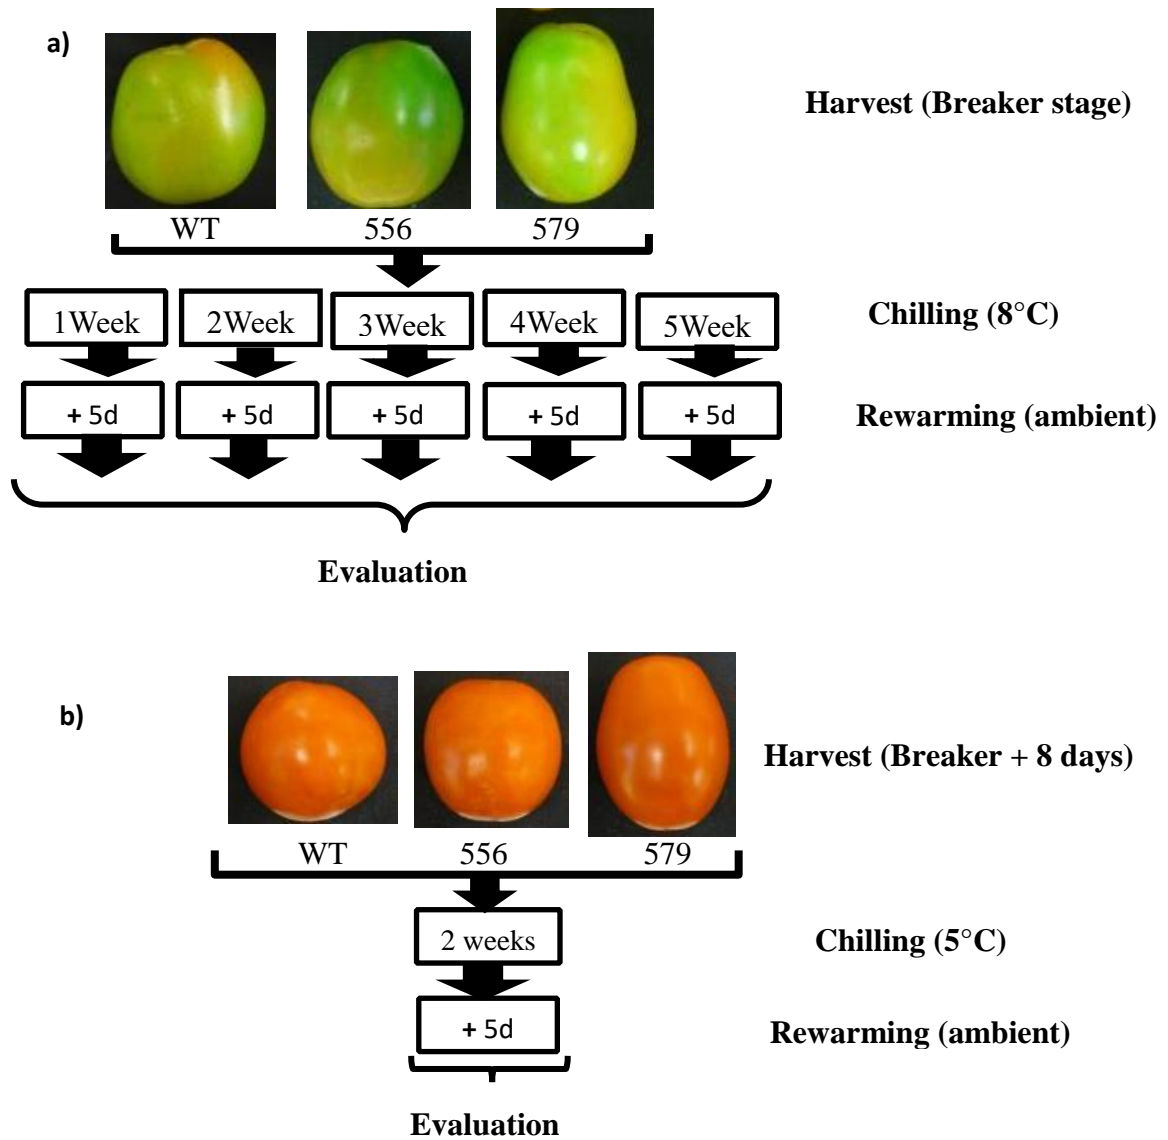 a)
Harvest (Breaker stage)
WT 556 579
1Week 2Week 3Week 4Week 5Week
Chilling (8°C)
+ 5d + 5d + 5d + 5d + 5d
Rewarming (ambient)
Evaluation
b)
Harvest (Breaker + 8 days)
WT 556 579
2 weeks
Chilling (5°C)
+ 5d
Rewarming (ambient)
Evaluation